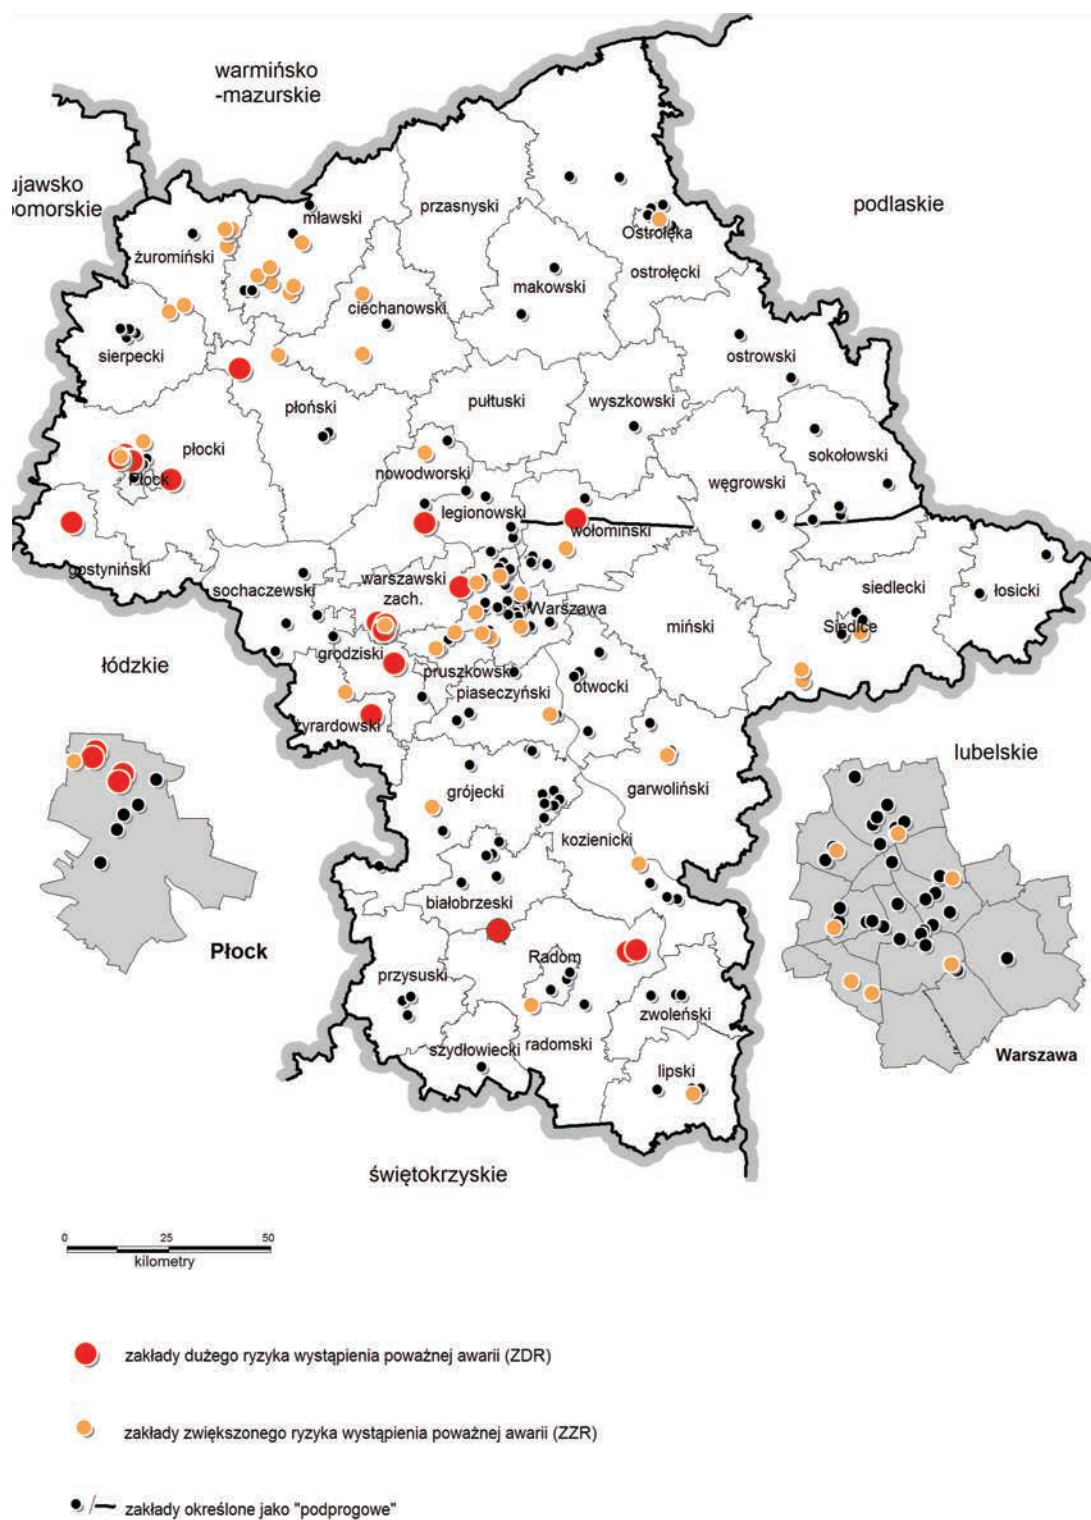 warmińsko
-mazurskie
ujawsko
pomorskie
podlaskie
mławski
przasnyski
żuromiński
Ostrołęka
ostrołęcki
makowski
ciechanowski
sierpecki
ostrowski
płoński
pułtuski
wyszkowski
płocki
sokołowski
nowodworski
węgrowski
Płock
legionowski
wołomiński
gostyniński
sochaczewski
warszawski
zach.
siedlecki
łosicki
Warszawa
miński
Siedlce
grodziski
łódzkie
pruszkowski
piaseczyński
otwocki
żyrardowski
lubelskie
grójecki
garwoliński
kozienicki
białobrzeski
Płock
Radom
przysuski
zwoleński
szydłowiecki
radomski
Warszawa
lipski
świętokrzyskie
0 25 50
kilometry
zakłady dużego ryzyka wystąpienia poważnej awarii (ZDR)
zakłady zwiększonego ryzyka wystąpienia poważnej awarii (ZZR)
zakłady określone jako "podprogowe"